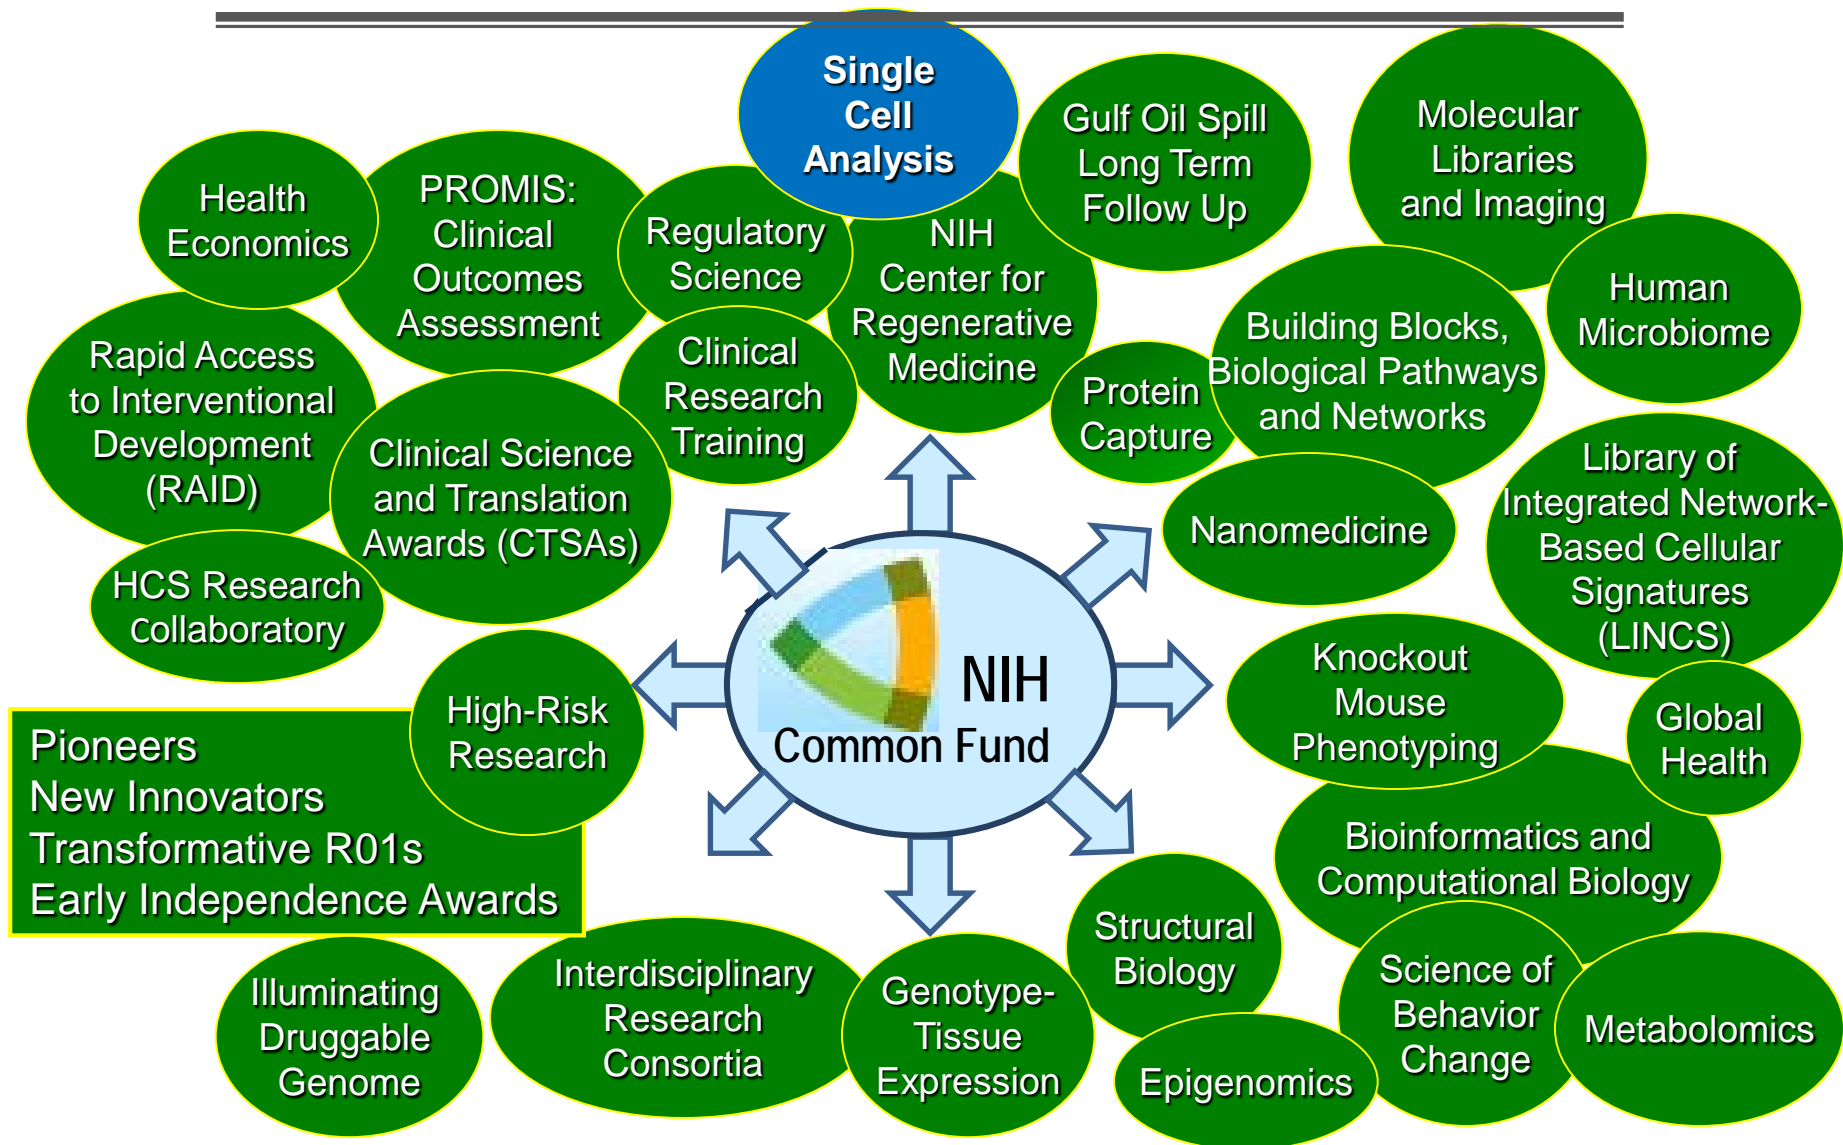 Single
Cell
Analysis
Gulf Oil Spill
Long Term
Follow Up
Molecular
Libraries
and Imaging
Health
Economics
PROMIS:
Clinical
Outcomes
Assessment
Regulatory
Science
NIH
Center for
Regenerative
Medicine
Human
Microbiome
Building Blocks,
Biological Pathways
and Networks
Rapid Access
to Interventional
Development
(RAID)
Clinical
Research
Training
Protein
Capture
Clinical Science
and Translation
Awards (CTSAs)
Library of
Integrated Network-
Based Cellular
Signatures
(LINCS)
Nanomedicine
HCS Research
Collaboratory
Knockout
Mouse
Phenotyping
NIH
Common Fund
High-Risk
Research
Global
Health
Pioneers
New Innovators
Transformative R01s
Early Independence Awards
Bioinformatics and
Computational Biology
Structural
Biology
Illuminating
Druggable
Genome
Interdisciplinary
Research
Consortia
Genotype-
Tissue
Expression
Epigenomics
Science of
Behavior
Change
Metabolomics